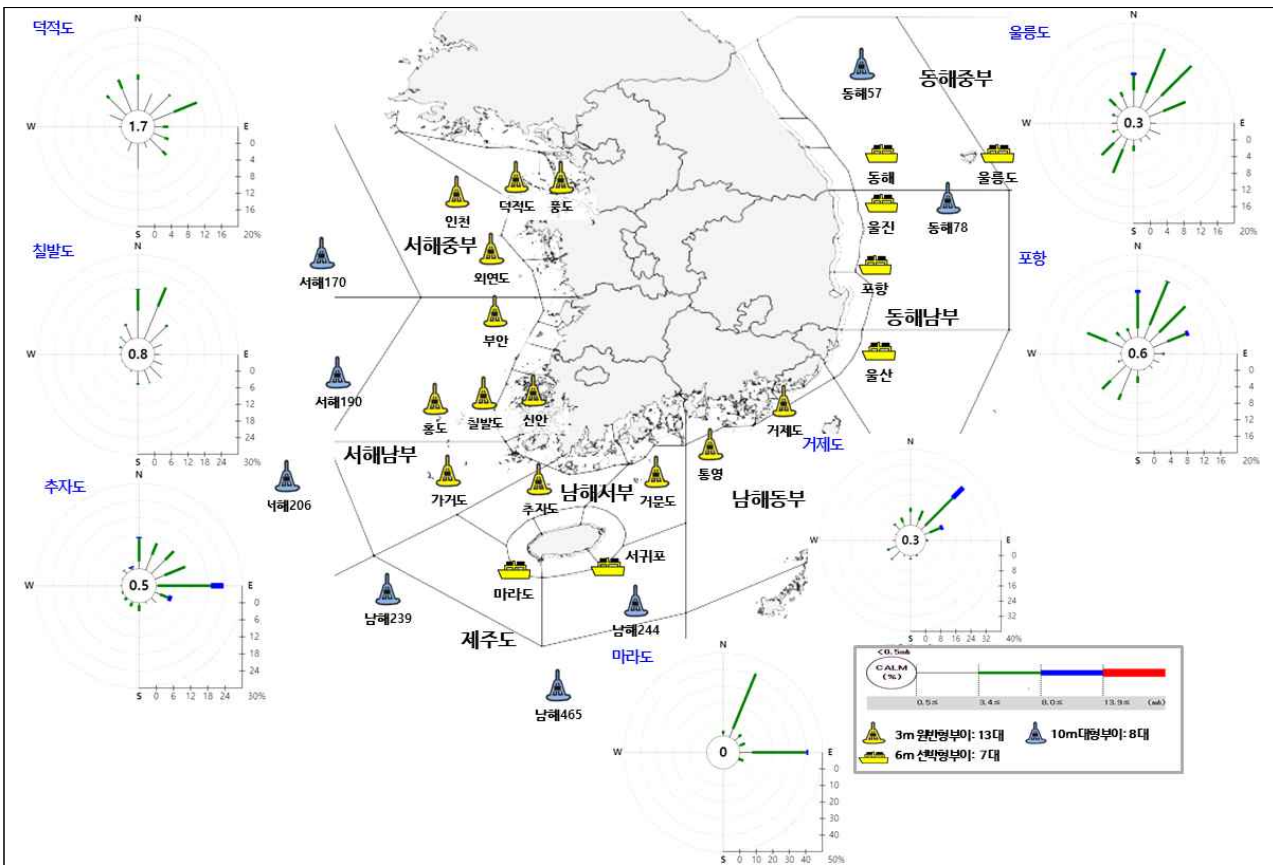 덕적도
N
W
E
S
1.7
0
4
8
12
16
0 4 8 12 16 20%
칠발도
N
W
E
S
0.8
0
6
12
18
24
0 6 12 18 24 30%
추자도
N
W
E
S
0.5
0
6
12
18
24
0 6 12 18 24 30%
울릉도
N
W
E
S
0.3
0
4
8
12
16
0 4 8 12 16 20%
포항
N
W
E
S
0.6
0
4
8
12
16
0 4 8 12 16 20%
거제도
N
W
E
S
0.3
0
8
16
24
32
0 8 16 24 32 40%
마라도
N
W
E
S
0
0
10
20
30
40
0 10 20 30 40 50%
동해57
동해중부
동해
울릉도
울진
동해78
포항
동해남부
울산
인천
덕적도
풍도
서해중부
외연도
서해170
부안
서해190
홍도
칠발도
신안
서해남부
서해206
가거도
추자도
남해서부
거문도
통영
거제도
남해동부
마라도
서귀포
남해239
제주도
남해244
남해465
<0.5㎧
CALM
(%)
0.5≤ 3.4≤ 8.0≤ 13.9≤ (㎧)
3m 원반형부이: 13대
10m대형부이: 8대
6m 선박형부이: 7대